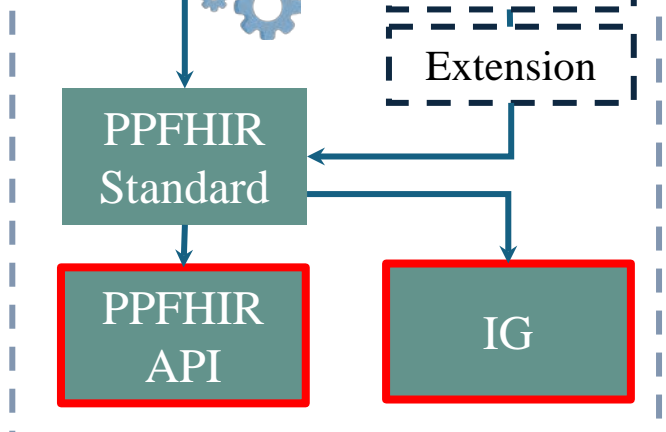 Extension
PPFHIR
Standard
PPFHIR
API
IG